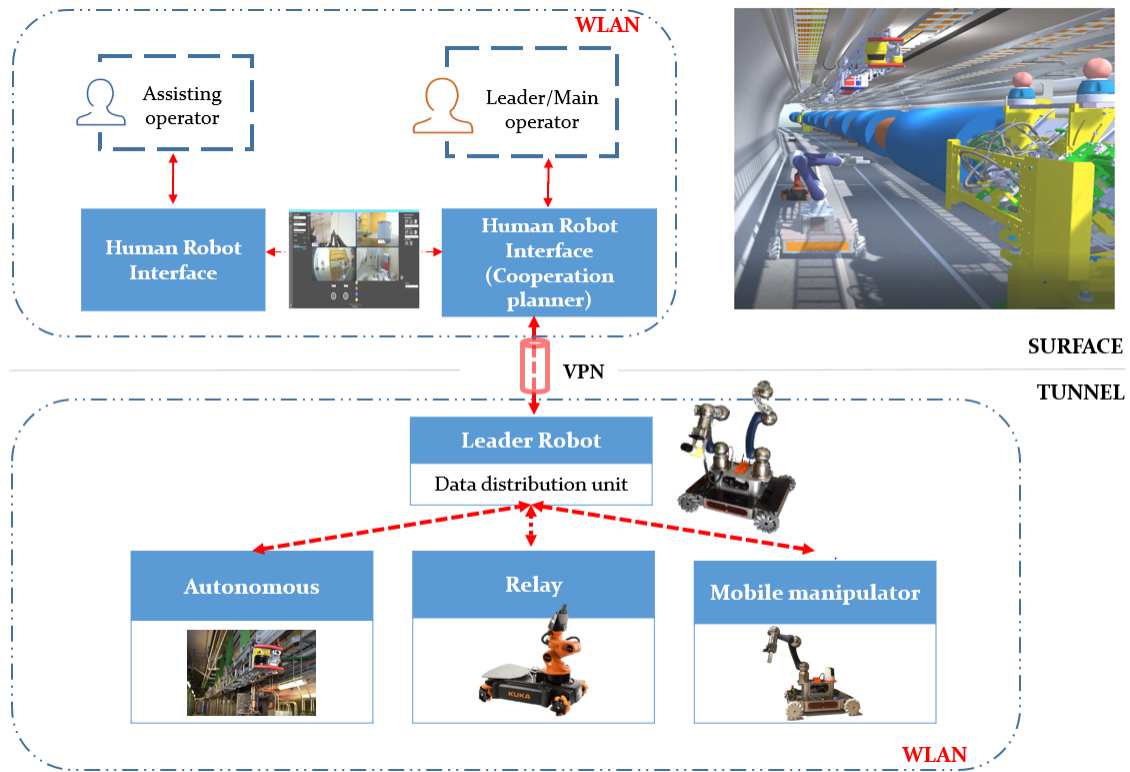 WLAN
Assisting
operator
Leader/Main
operator
Human Robot
Interface
Human Robot
Interface
(Cooperation
planner)
SURFACE
VPN
TUNNEL
Leader Robot
Data distribution unit
Autonomous
Relay
Mobile manipulator
KUKA
WLAN